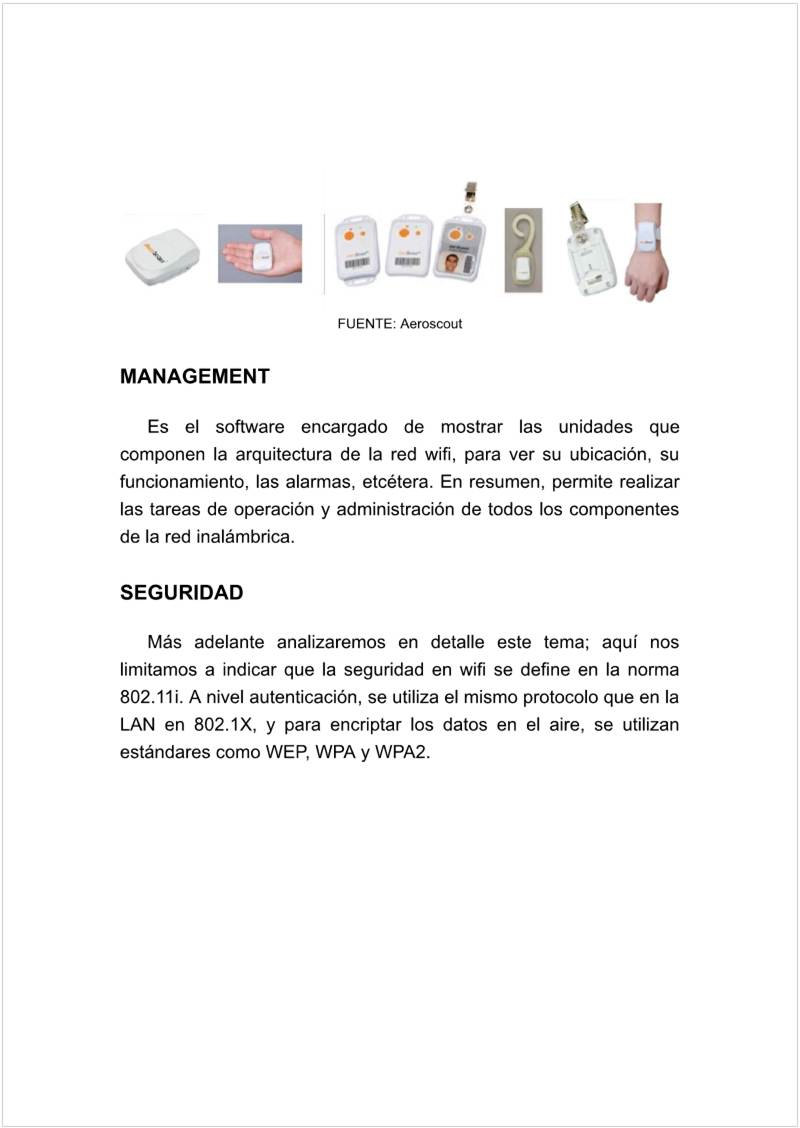 FUENTE: Aeroscout
MANAGEMENT
Es el software encargado de mostrar las unidades que
componen la arquitectura de la red wifi, para ver su ubicación, su
funcionamiento, las alarmas, etcétera. En resumen, permite realizar
las tareas de operación y administración de todos los componentes
de la red inalámbrica.
SEGURIDAD
Más adelante analizaremos en detalle este tema; aquí nos
limitamos a indicar que la seguridad en wifi se define en la norma
802.11i. A nivel autenticación, se utiliza el mismo protocolo que en la
LAN en 802.1X, y para encriptar los datos en el aire, se utilizan
estándares como WEP, WPA y WPA2.